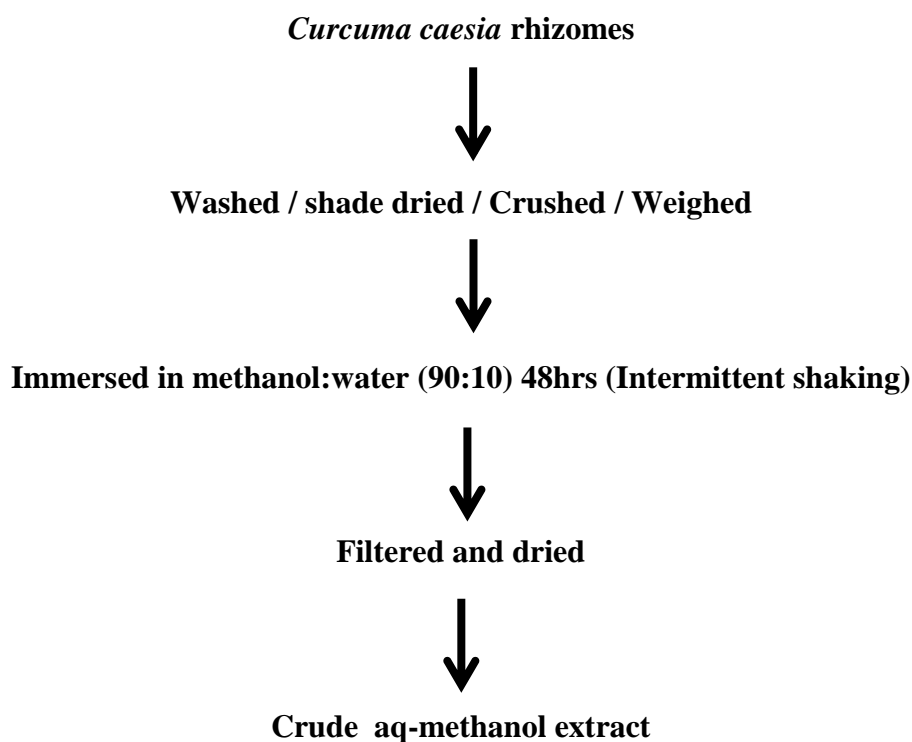 Curcuma caesia rhizomes
Washed / shade dried / Crushed / Weighed
Immersed in methanol:water (90:10) 48hrs (Intermittent shaking)
Filtered and dried
Crude aq-methanol extract